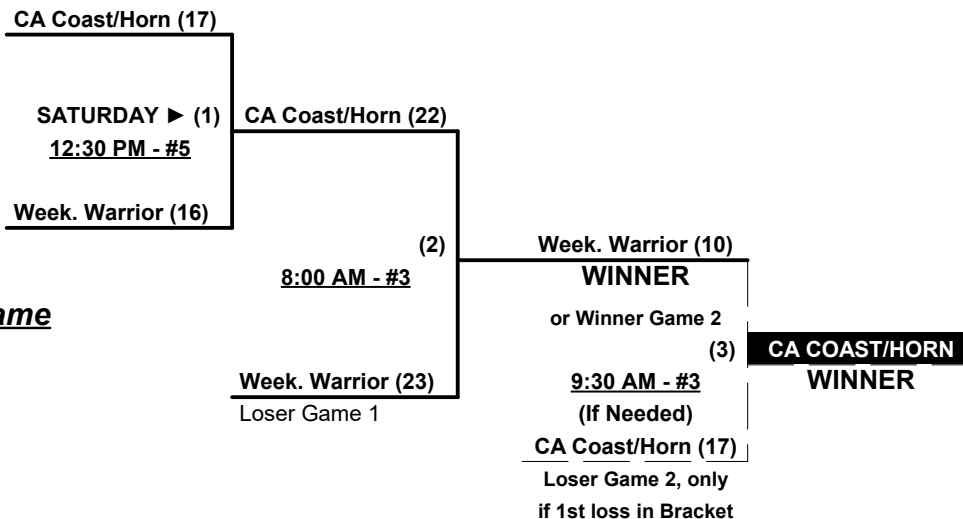 CA Coast/Horn (17)
SATURDAY ► (1)
12:30 PM - #5
Week. Warrior (16)
CA Coast/Horn (22)
(2)
8:00 AM - #3
Week. Warrior (23)
Loser Game 1
Week. Warrior (10)
WINNER
or Winner Game 2
(3)
9:30 AM - #3
(If Needed)
CA Coast/Horn (17)
Loser Game 2, only
if 1st loss in Bracket
CA COAST/HORN
WINNER